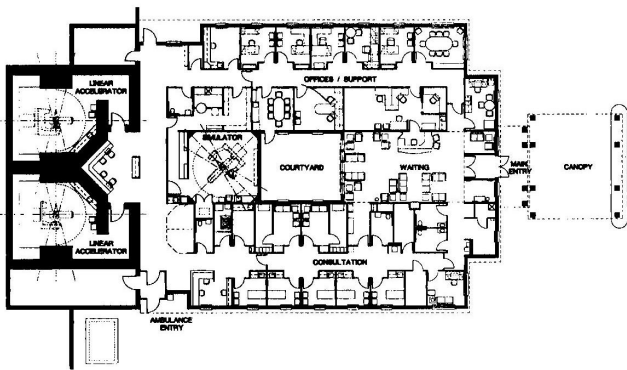 OFFICES / SUPPORT
LINEAR
ACCELERATOR
SIMULATOR
COURTYARD
WAITING
MAIN
ENTRY
CANOPY
LINEAR
ACCELERATOR
CONSULTATION
AMBULANCE
ENTRY